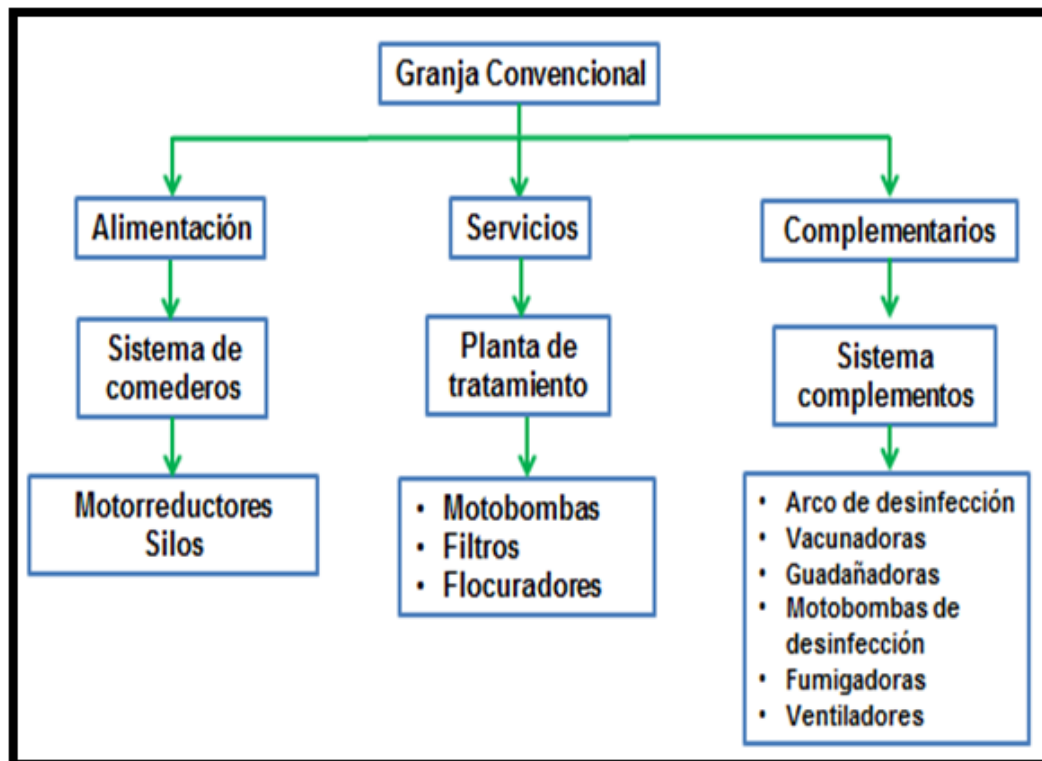 Granja Convencional
Alimentación
Servicios
Complementarios
Sistema de
comederos
Planta de
tratamiento
Sistema
complementos
Motorreductores
Silos
• Motobombas
• Filtros
• Flocuradores
• Arco de desinfección
• Vacunadoras
• Guadañadoras
• Motobombas de
desinfección
• Fumigadoras
• Ventiladores